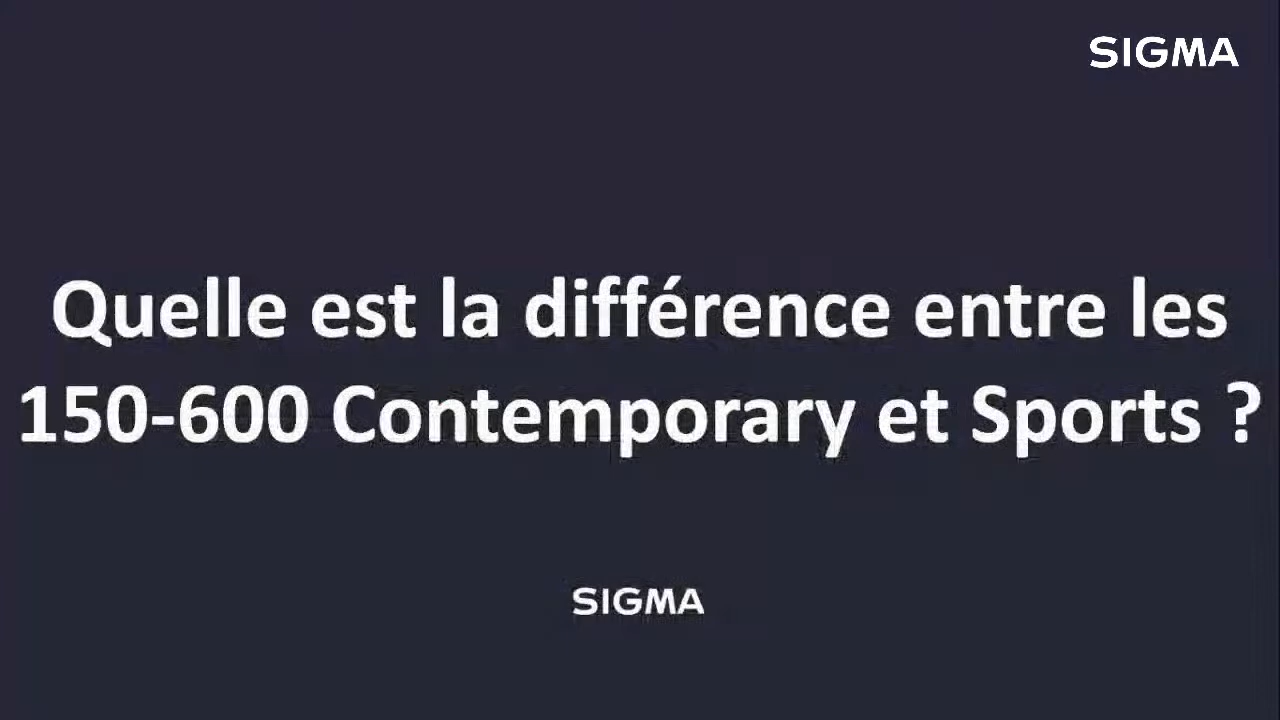 SIGMA
Quelle est la différence entre les
150-600 Contemporary et Sports ?
SIGMA